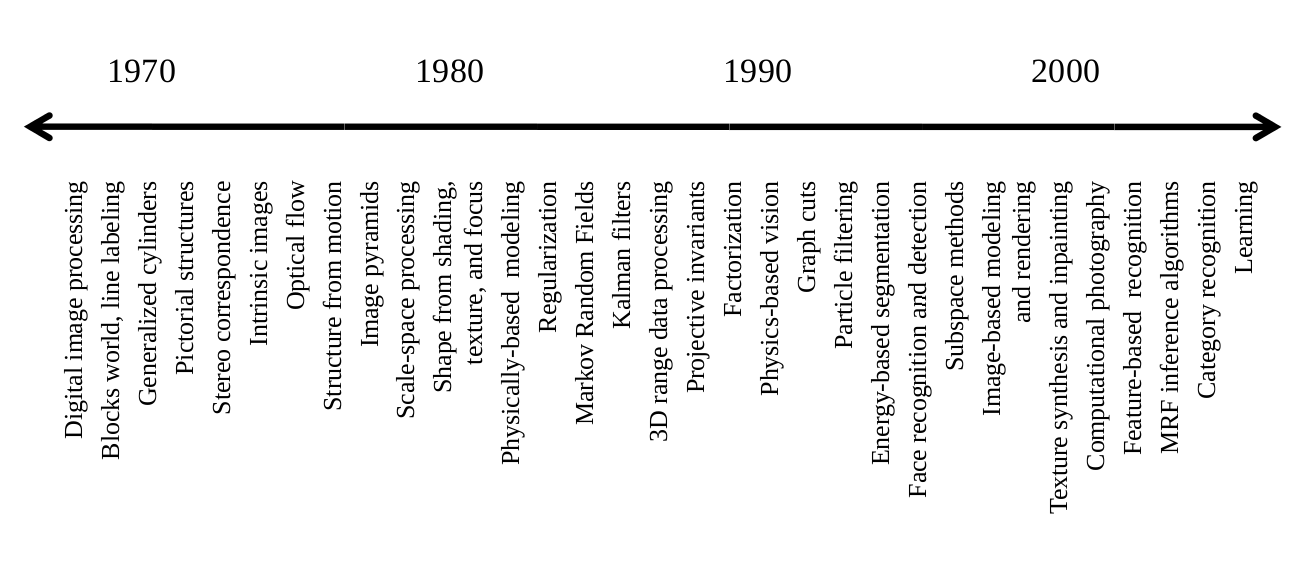 1970
1980
1990
2000
Digital image processing
Blocks world, line labeling
Generalized cylinders
Pictorial structures
Stereo correspondence
Intrinsic images
Optical flow
Structure from motion
Image pyramids
Scale-space processing
Shape from shading,
texture, and focus
Physically-based modeling
Regularization
Markov Random Fields
Kalman filters
3D range data processing
Projective invariants
Factorization
Physics-based vision
Graph cuts
Particle filtering
Energy-based segmentation
Face recognition and detection
Subspace methods
Image-based modeling
and rendering
Texture synthesis and inpainting
Computational photography
Feature-based recognition
MRF inference algorithms
Category recognition
Learning